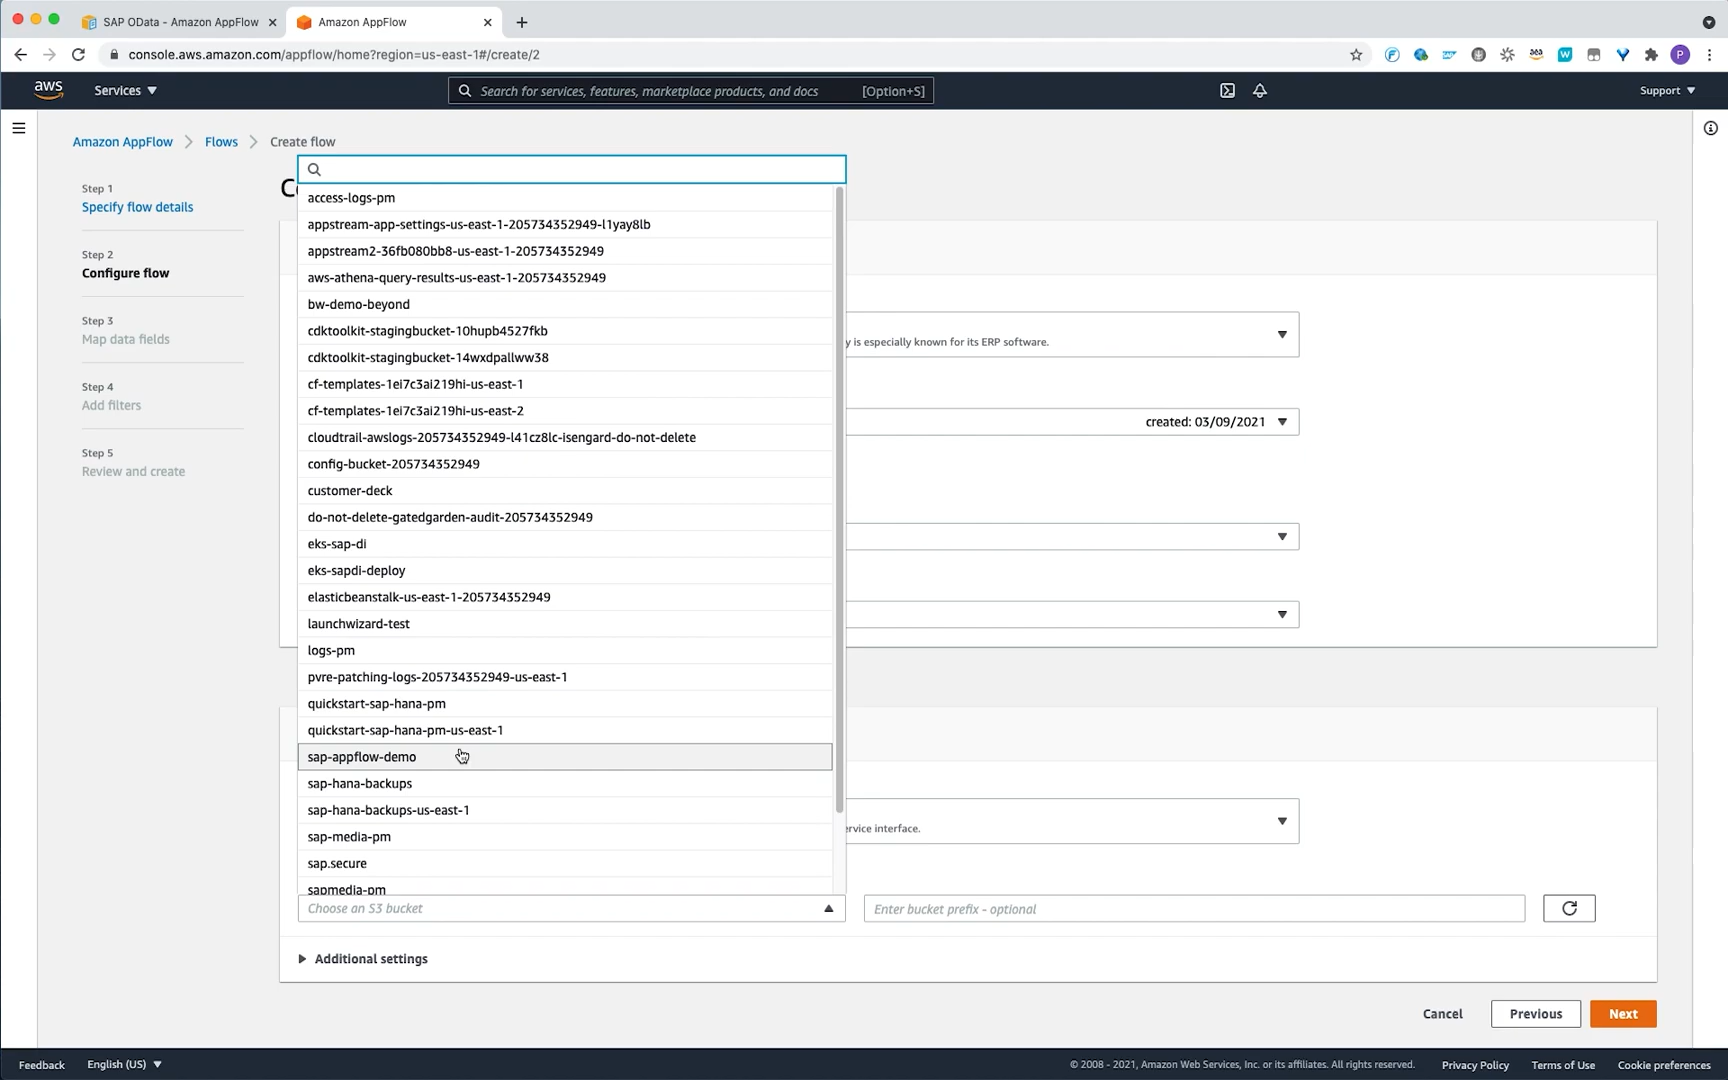 SAP OData - Amazon AppFlow
Amazon AppFlow
console.aws.amazon.com/appflow/home?region=us-east-1#/create/2
aws
Services
Search for services, features, marketplace products, and docs
[Option+S]
Support
Amazon AppFlow
Flows
Create flow
Step 1
Specify flow details
Step 2
Configure flow
Step 3
Map data fields
Step 4
Add filters
Step 5
Review and create
access-logs-pm
appstream-app-settings-us-east-1-205734352949-l1yay8lb
appstream2-36fb080bb8-us-east-1-205734352949
aws-athena-query-results-us-east-1-205734352949
bw-demo-beyond
cdktoolkit-stagingbucket-10hupb4527fkb
cdktoolkit-stagingbucket-14wxdpallww38
cf-templates-1ei7c3ai219hi-us-east-1
cf-templates-1ei7c3ai219hi-us-east-2
cloudtrail-awslogs-205734352949-l41cz8lc-isengard-do-not-delete
config-bucket-205734352949
customer-deck
do-not-delete-gatedgarden-audit-205734352949
eks-sap-di
eks-sapdi-deploy
elasticbeanstalk-us-east-1-205734352949
launchwizard-test
logs-pm
pvre-patching-logs-205734352949-us-east-1
quickstart-sap-hana-pm
quickstart-sap-hana-pm-us-east-1
sap-appflow-demo
sap-hana-backups
sap-hana-backups-us-east-1
sap-media-pm
sap.secure
sapmedia-pm
y is especially known for its ERP software.
created: 03/09/2021
ervice interface.
Choose an S3 bucket
Enter bucket prefix - optional
Additional settings
Cancel
Previous
Next
Feedback
English (US)
© 2008 - 2021, Amazon Web Services, Inc. or its affiliates. All rights reserved.
Privacy Policy
Terms of Use
Cookie preferences